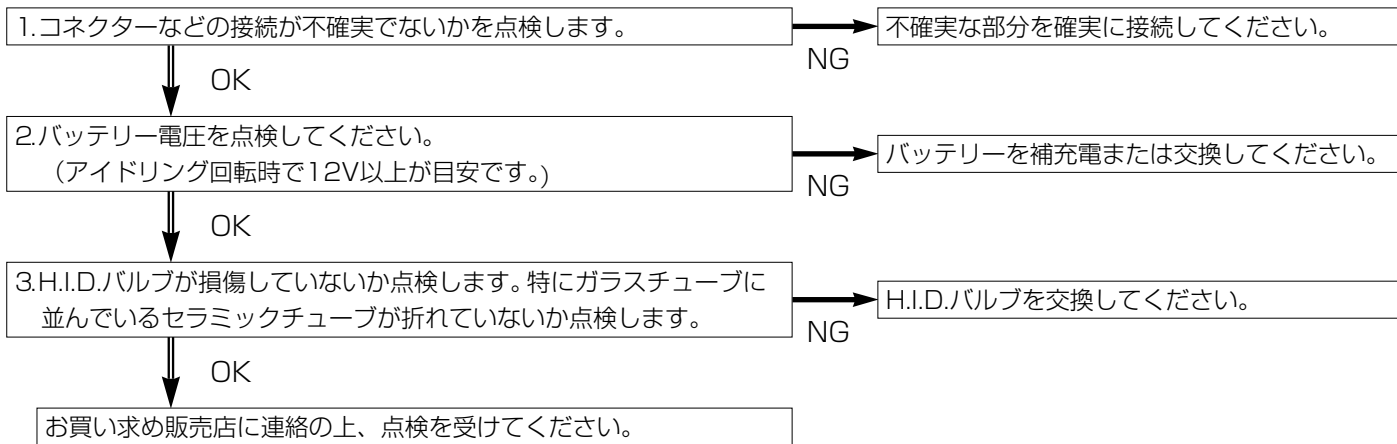 1.コネクターなどの接続が不確実でないかを点検します。
NG
不確実な部分を確実に接続してください。
OK
2.バッテリー電圧を点検してください。
（アイドリング回転時で12V以上が目安です。)
NG
バッテリーを補充電または交換してください。
OK
3.H.I.D.バルブが損傷していないか点検します。特にガラスチューブに
並んでいるセラミックチューブが折れていないか点検します。
NG
H.I.D.バルブを交換してください。
OK
お買い求め販売店に連絡の上、点検を受けてください。